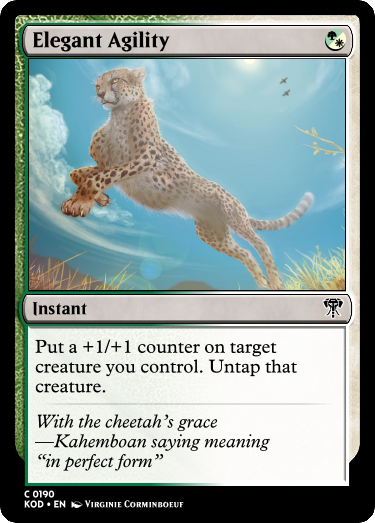 Elegant Agility
Instant
Put a +1/+1 counter on target
creature you control. Untap that
creature.
With the cheetah's grace
—Kahemboan saying meaning
"in perfect form"
C 0190
KOD • EN Virginie Corminboeuf